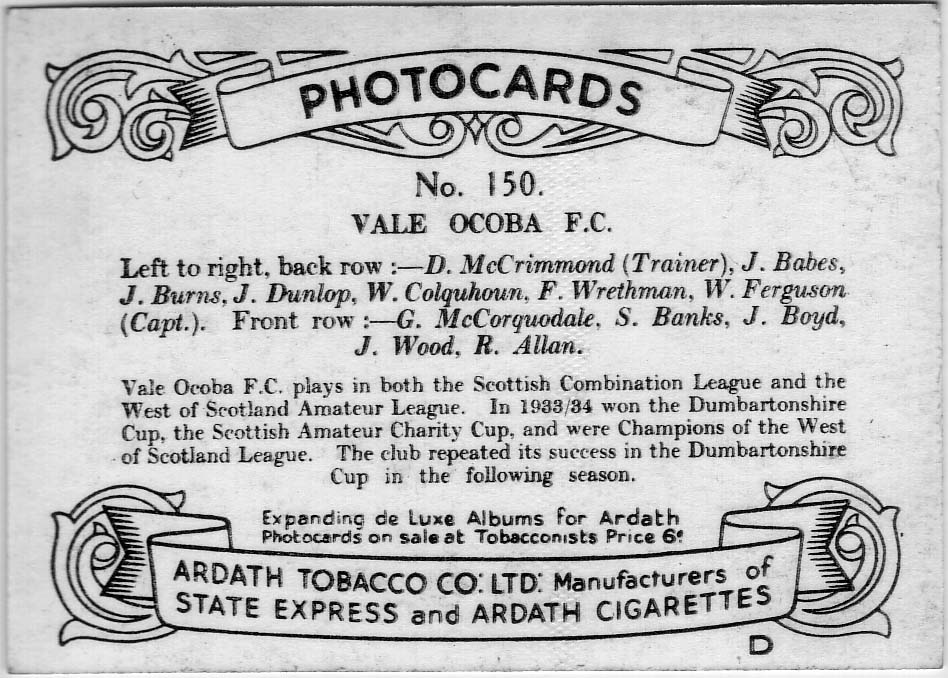 PHOTOCARDS
No. 150.
VALE OCOBA F.C.
Left to right, back row :—D. McCrimmond (Trainer), J. Babes,
J. Burns, J. Dunlop, W. Colquhoun, F. Wrethman, W. Ferguson
(Capt.). Front row :—G. McCorquodale, S. Banks, J. Boyd,
J. Wood, R. Allan.
Vale Ocoba F.C. plays in both the Scottish Combination League and the
West of Scotland Amateur League. In 1933/34 won the Dumbartonshire
Cup, the Scottish Amateur Charity Cup, and were Champions of the West
of Scotland League. The club repeated its success in the Dumbartonshire
Cup in the following season.
Expanding de Luxe Albums for Ardath
Photocards on sale at Tobacconists Price 6d
ARDATH TOBACCO CO. LTD. Manufacturers of
STATE EXPRESS and ARDATH CIGARETTES
D